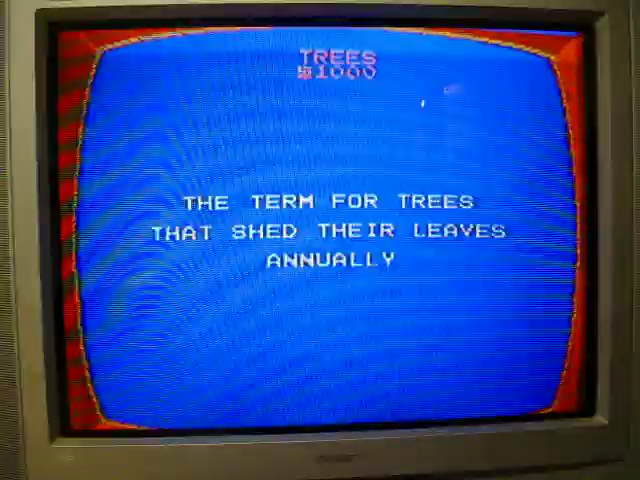 TREES
$1000
THE TERM FOR TREES
THAT SHED THEIR LEAVES
ANNUALLY